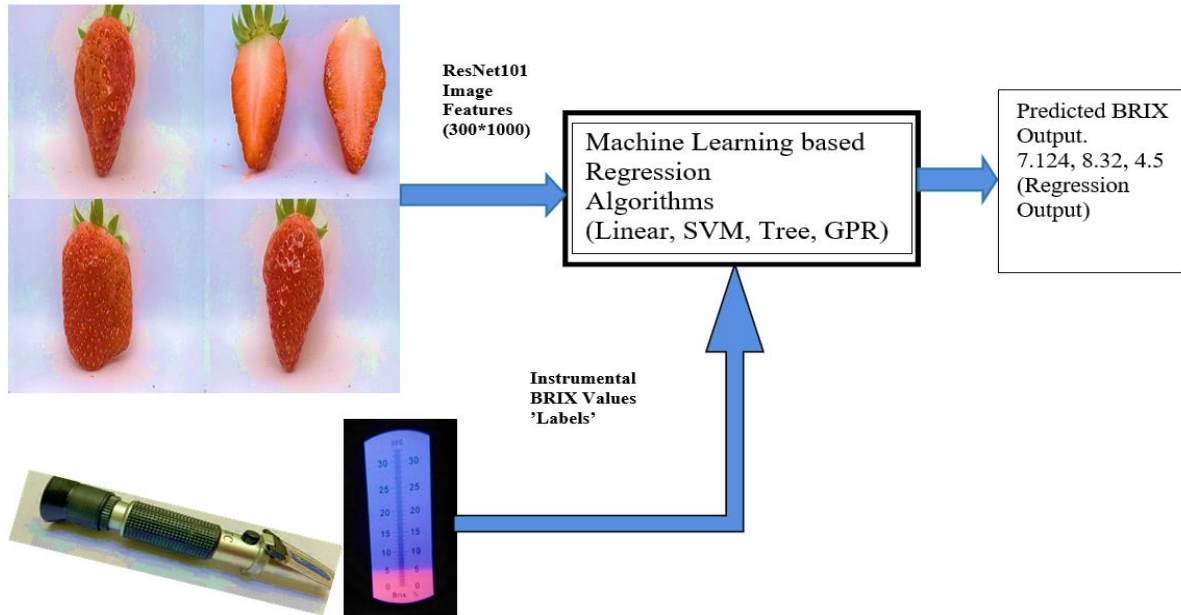 ResNet101
Image
Features
(300*1000)
Machine Learning based
Regression
Algorithms
(Linear, SVM, Tree, GPR)
Predicted BRIX
Output.
7.124, 8.32, 4.5
(Regression
Output)
Instrumental
BRIX Values
’Labels’
30 30
25 25
20 20
15 15
10 10
5 5
0 0
Brix %